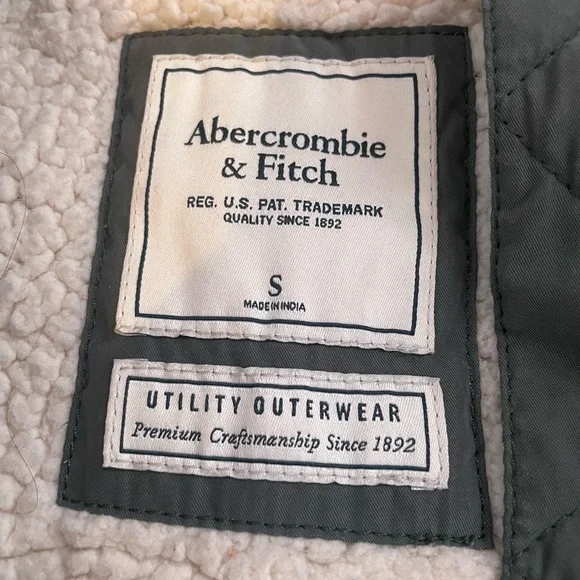 Abercrombie
& Fitch
REG. U.S. PAT. TRADEMARK
QUALITY SINCE 1892
S
MADE IN INDIA
UTILITY OUTERWEAR
Premium Craftsmanship Since 1892